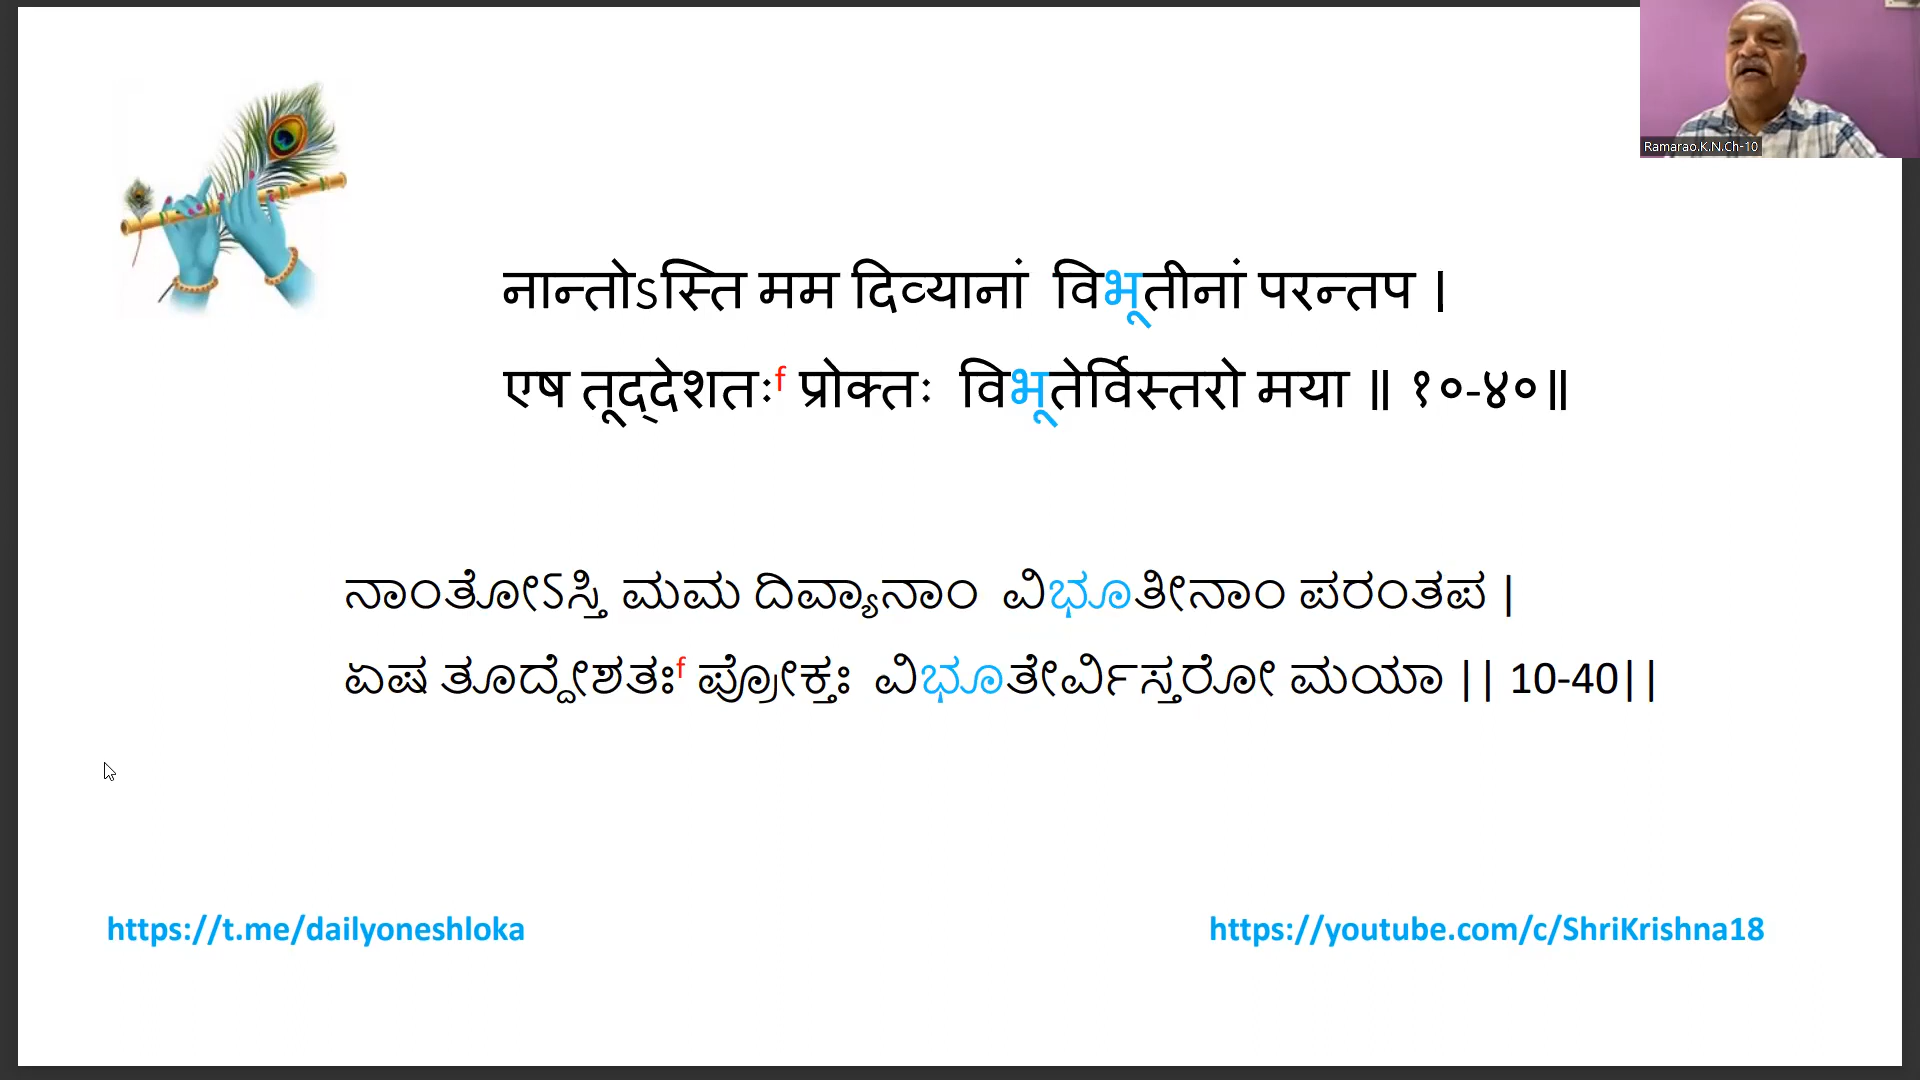 Ramarao.K.N.Ch-10
नान्तोऽस्ति मम दिव्यानां विभूतीनां परन्तप |
एष तूद्देशतःf प्रोक्तः विभूतेर्विस्तरो मया ॥ १०-४०॥
ನಾಂತೋಽಸ್ತಿ ಮಮ ದಿವ್ಯಾನಾಂ ವಿಭೂತೀನಾಂ ಪರಂತಪ |
ಏಷ ತೂದ್ದೇಶತಃf ಪ್ರೋಕ್ತಃ ವಿಭೂತೇರ್ವಿಸ್ತರೋ ಮಯಾ || 10-40||
https://t.me/dailyoneshloka
https://youtube.com/c/ShriKrishna18